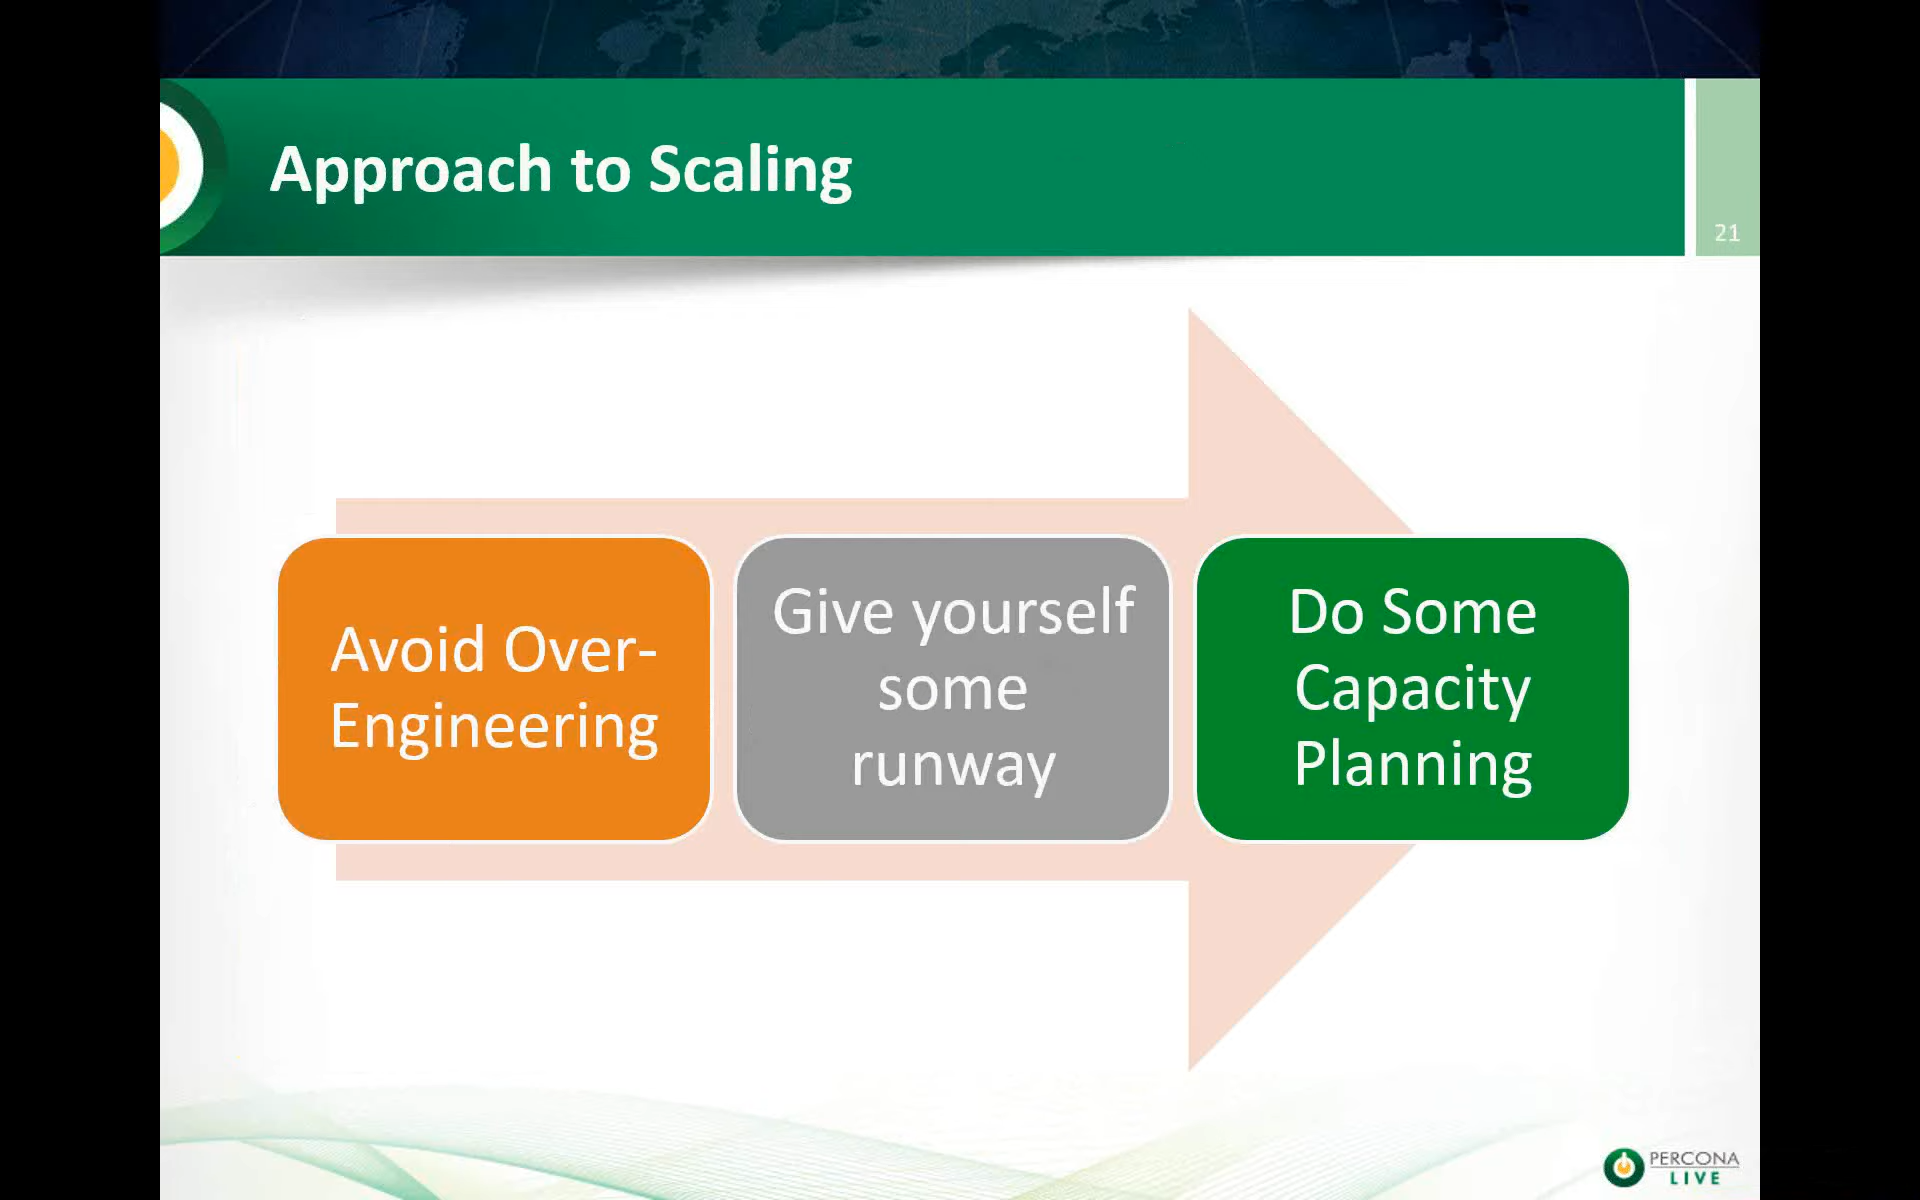 Approach to Scaling
21
Avoid Over-
Engineering
Give yourself
some
runway
Do Some
Capacity
Planning
PERCONA
LIVE